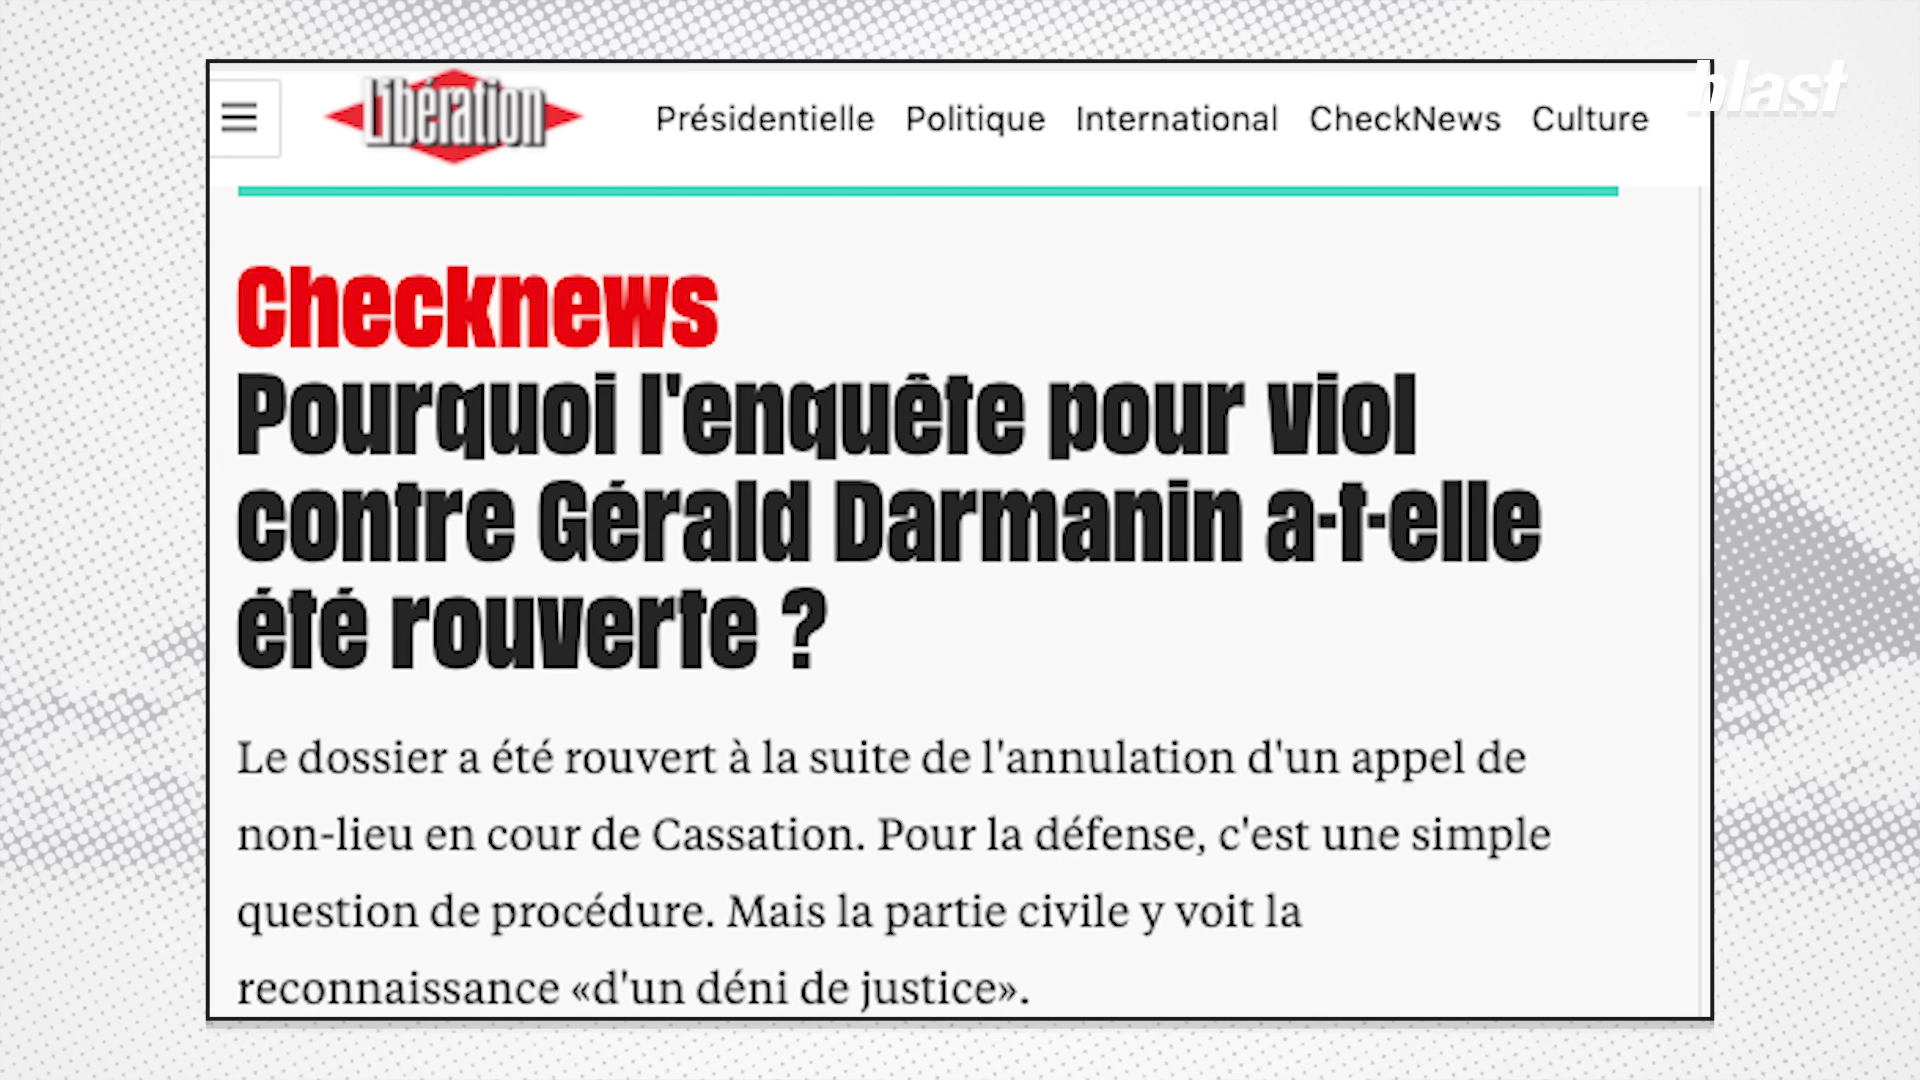 blast
Libération
Présidentielle Politique International CheckNews Culture
Checknews
Pourquoi l'enquête pour viol
contre Gérald Darmanin a-t-elle
été rouverte ?
Le dossier a été rouvert à la suite de l'annulation d'un appel de
non-lieu en cour de Cassation. Pour la défense, c'est une simple
question de procédure. Mais la partie civile y voit la
reconnaissance «d'un déni de justice».